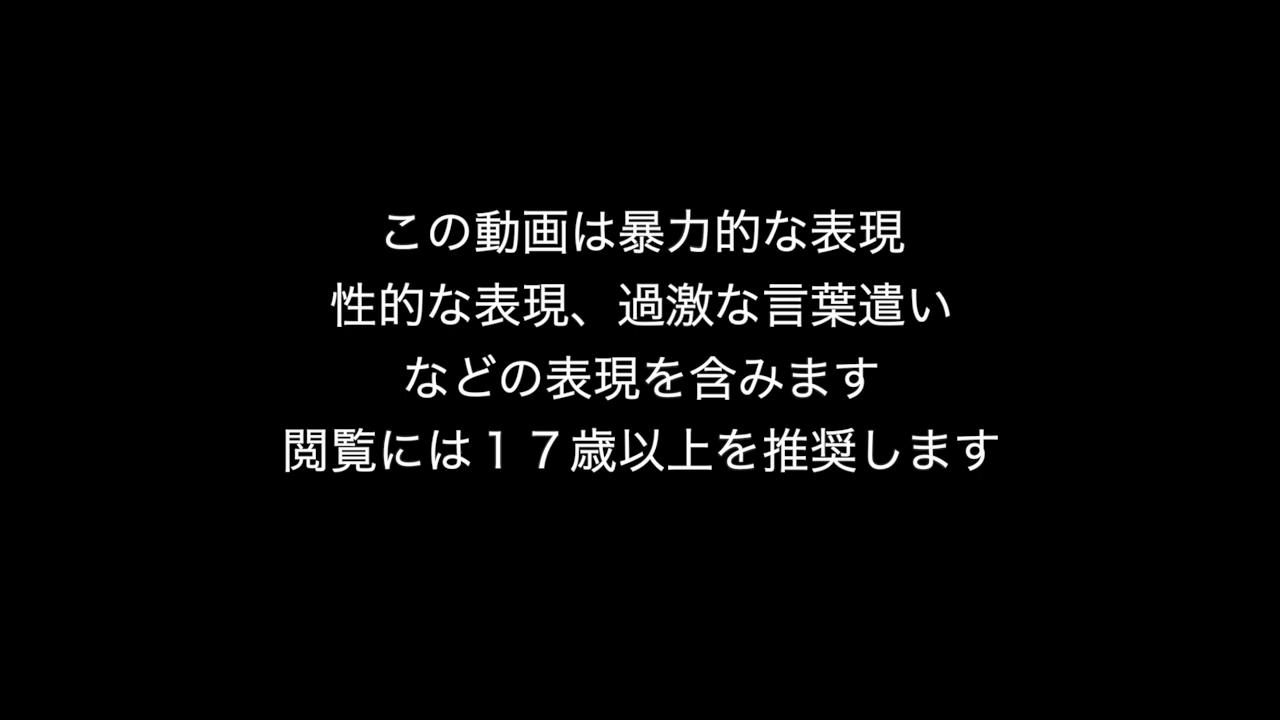 この動画は暴力的な表現
性的な表現、過激な言葉遣い
などの表現を含みます
閲覧には１７歳以上を推奨します